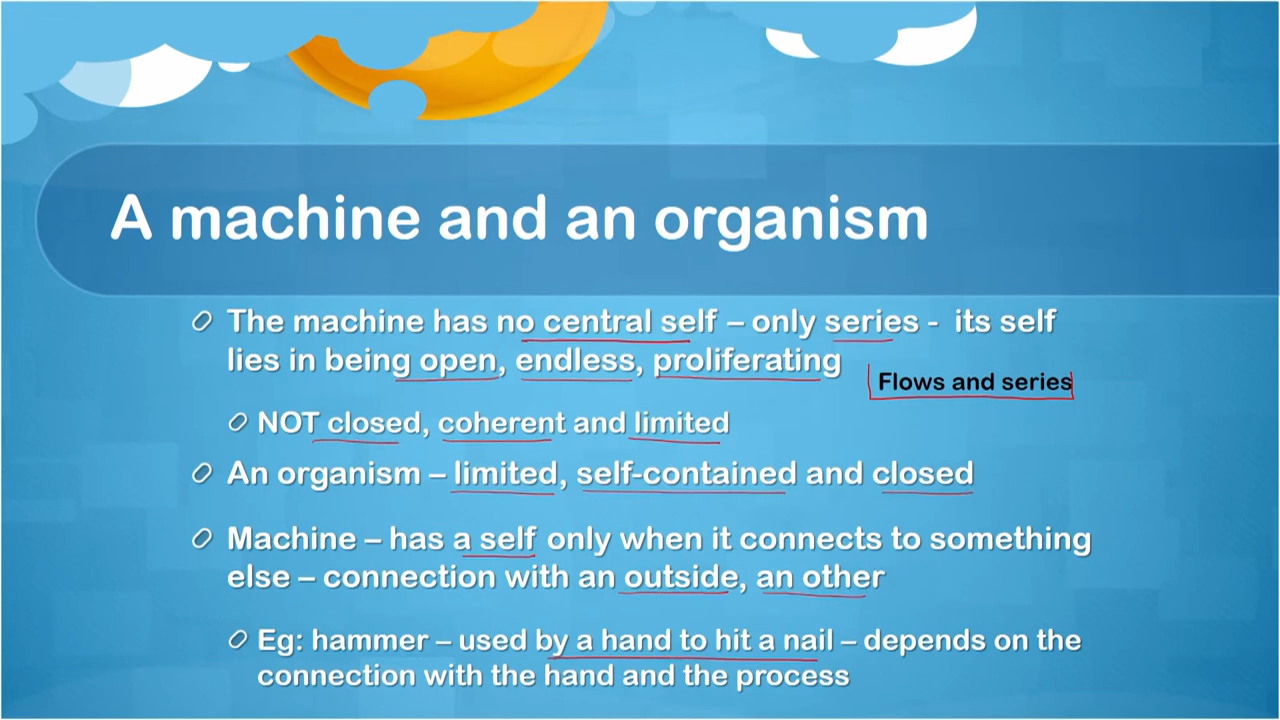 A machine and an organism
The machine has no central self – only series - its self
lies in being open, endless, proliferating
Flows and series
NOT closed, coherent and limited
An organism – limited, self-contained and closed
Machine – has a self only when it connects to something
else – connection with an outside, an other
Eg: hammer – used by a hand to hit a nail – depends on the
connection with the hand and the process